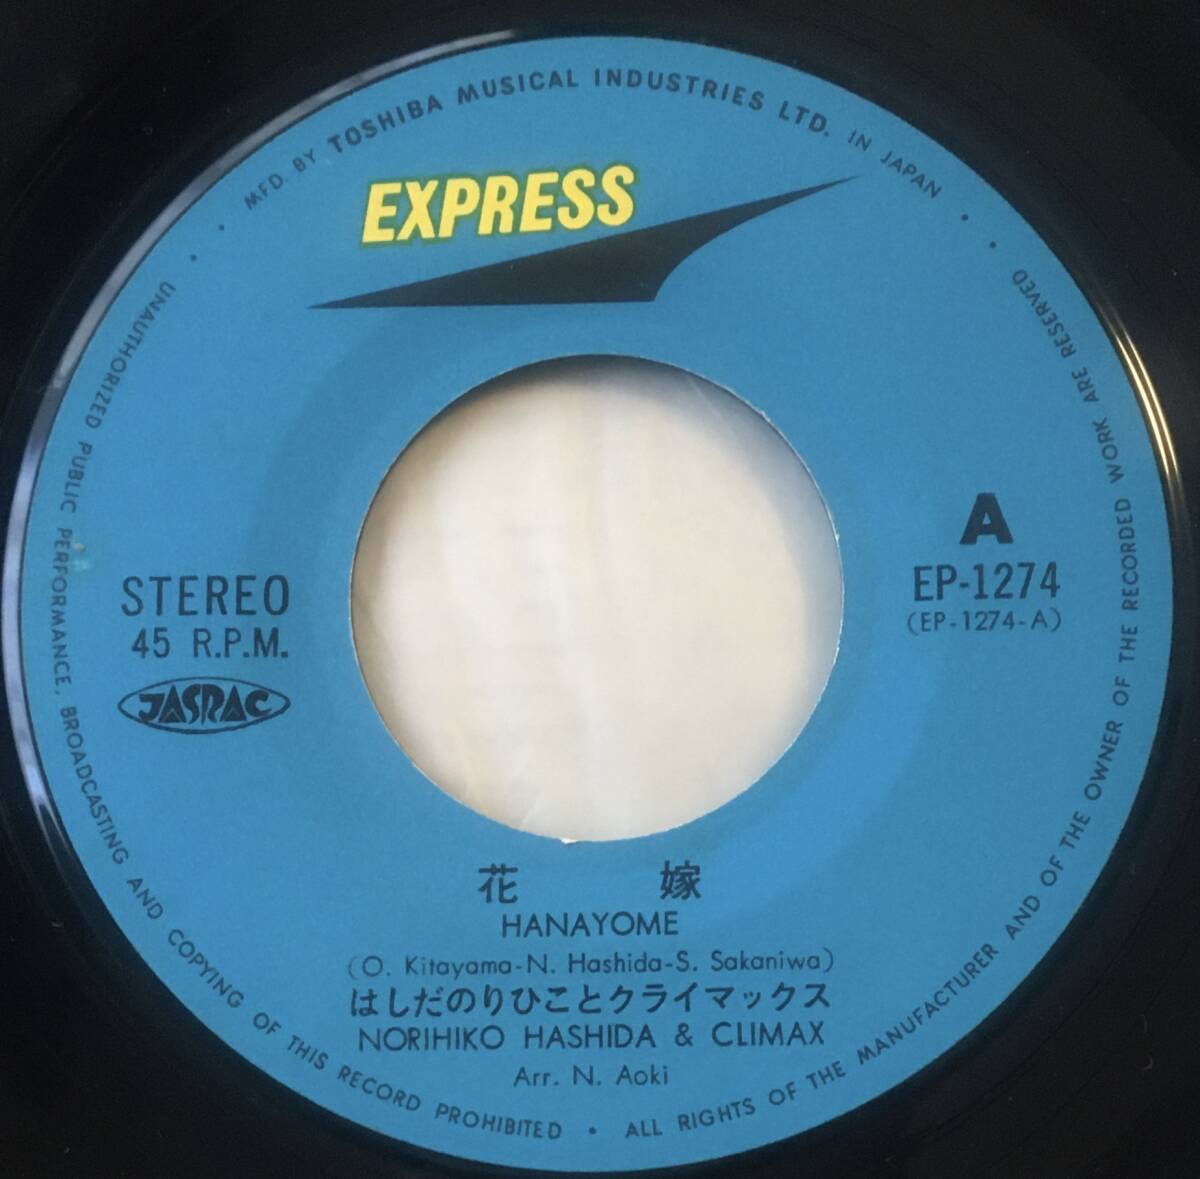 MFD. BY TOSHIBA MUSICAL INDUSTRIES LTD. IN JAPAN
EXPRESS
STEREO
45 R.P.M.
JASRAC
A
EP-1274
(EP-1274-A)
花嫁
HANAYOME
(O. Kitayama-N. Hashida-S. Sakaniwa)
はしだのりひことクライマックス
NORIHIKO HASHIDA & CLIMAX
Arr. N. Aoki
UNAUTHORIZED PUBLIC PERFORMANCE, BROADCASTING AND COPYING OF THIS RECORD PROHIBITED • ALL RIGHTS OF THE MANUFACTURER AND OF THE OWNER OF THE RECORDED WORK ARE RESERVED